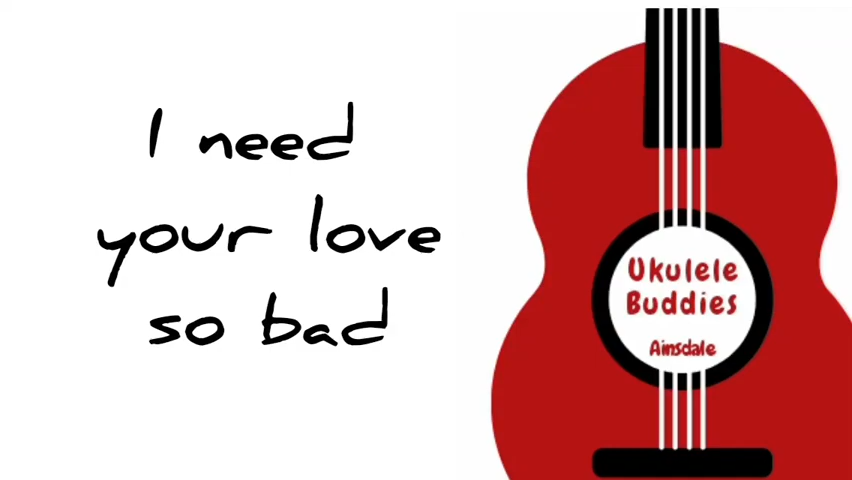 I need
your love
so bad
Ukulele
Buddies
Ainsdale